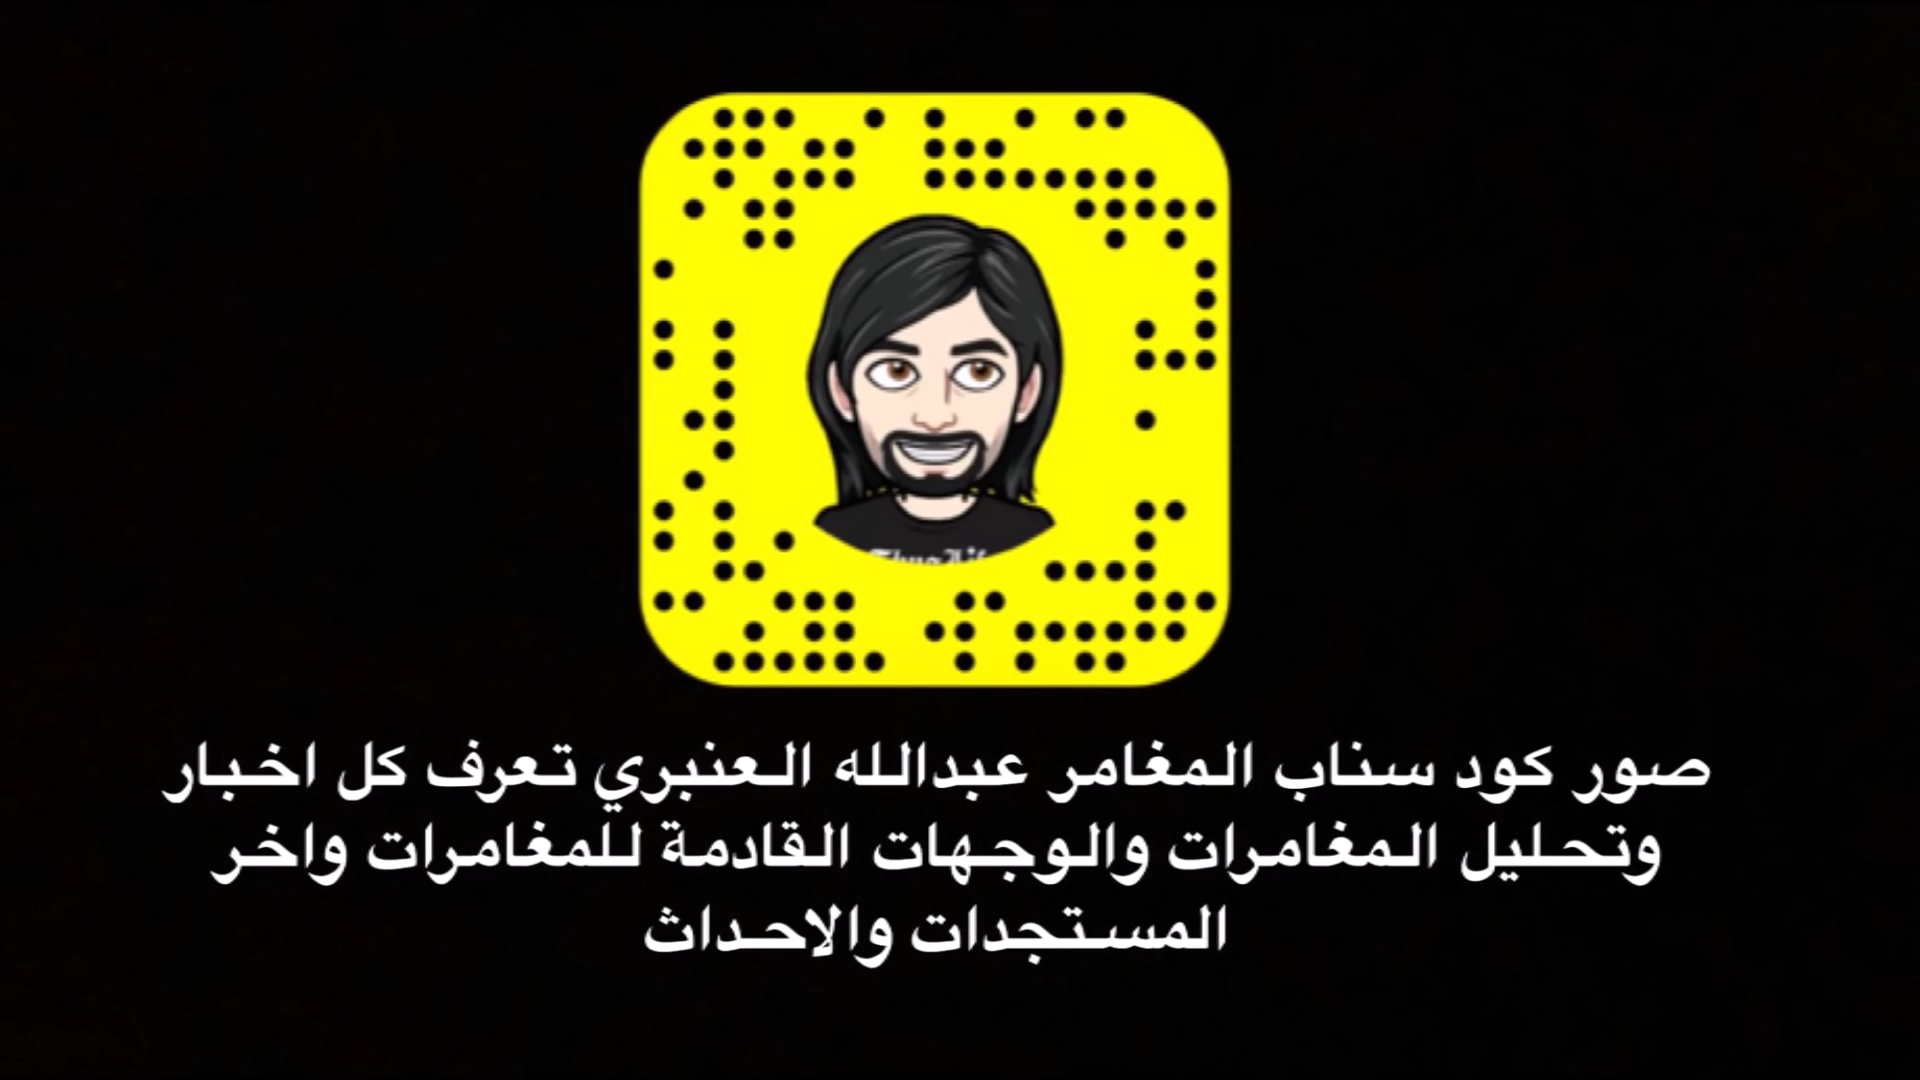 صور كود سناب المغامر عبدالله العنبري تعرف كل اخبار
وتحليل المغامرات والوجهات القادمة للمغامرات واخر
المستجدات والاحداث